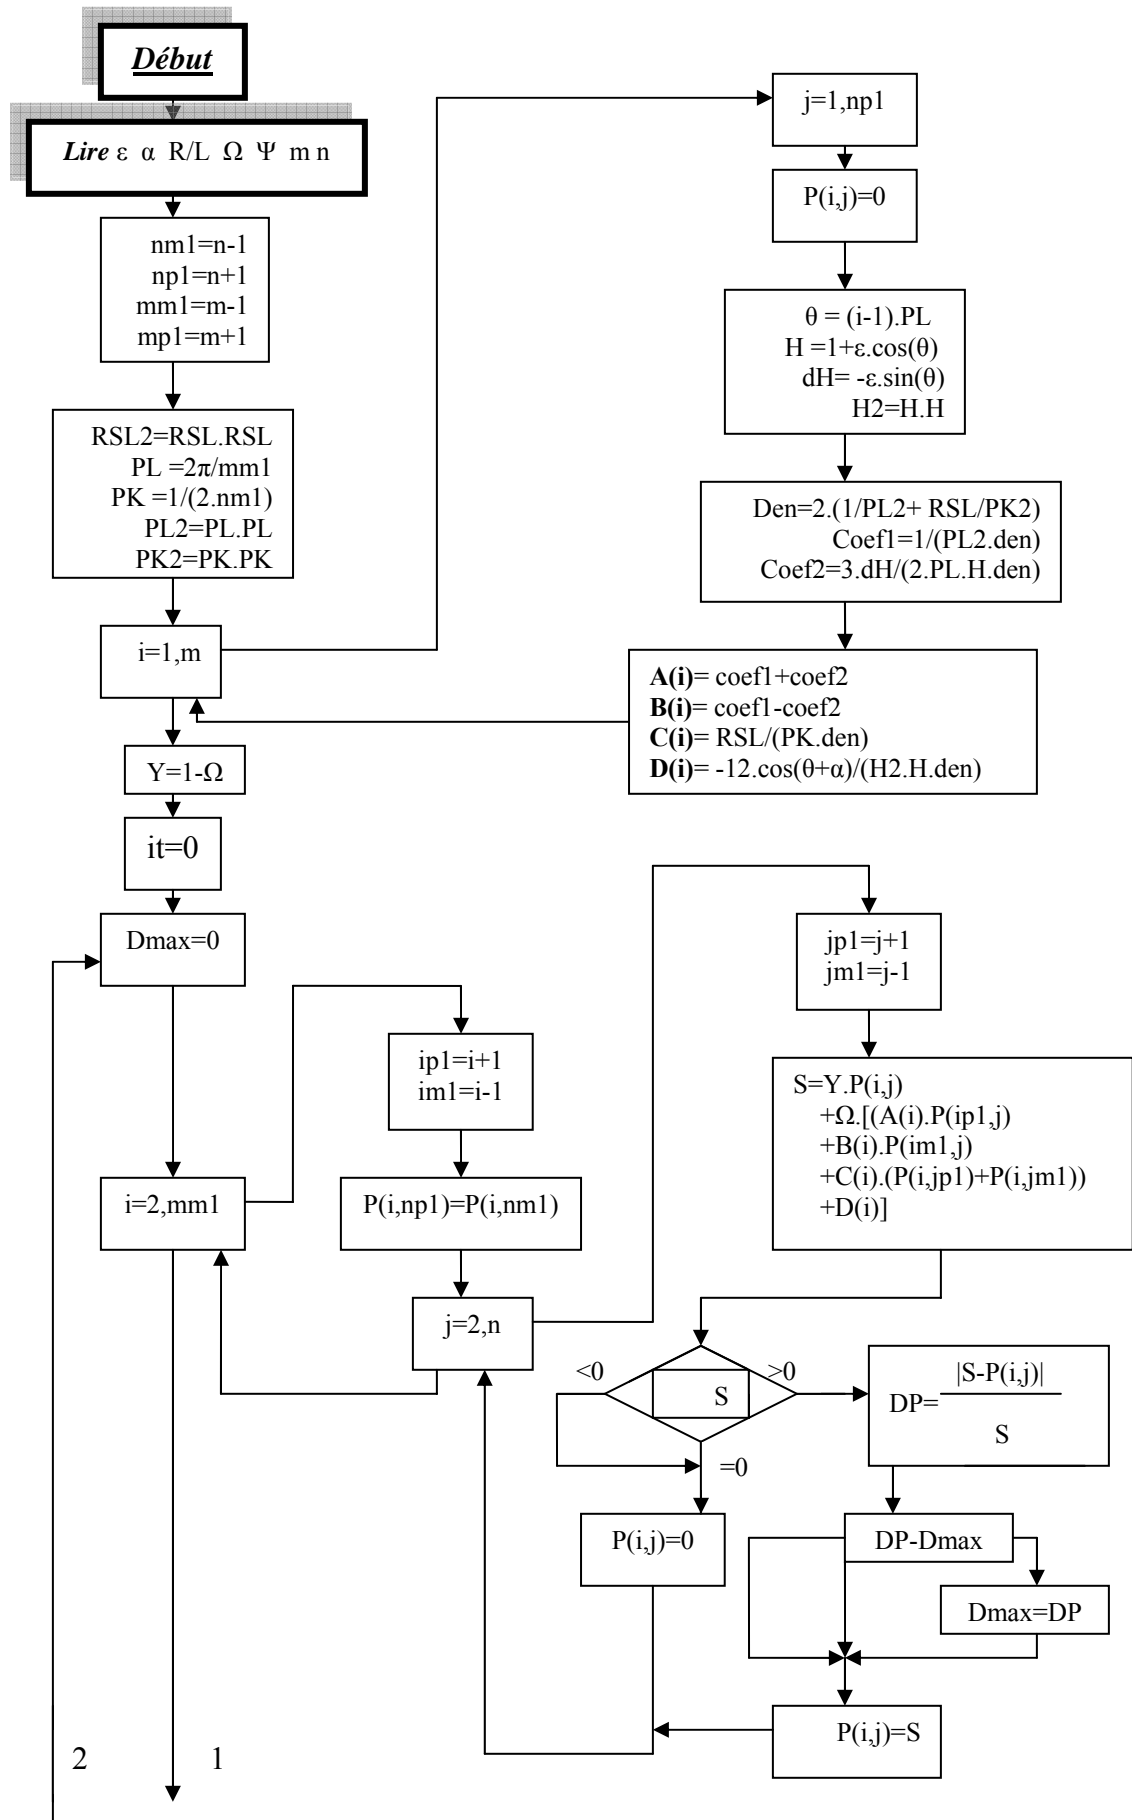 Début
Lire ε α R/L Ω Ψ m n
nm1=n-1
np1=n+1
mm1=m-1
mp1=m+1
RSL2=RSL.RSL
PL =2π/mm1
PK =1/(2.nm1)
PL2=PL.PL
PK2=PK.PK
i=1,m
j=1,np1
P(i,j)=0
θ = (i-1).PL
H =1+ε.cos(θ)
dH= -ε.sin(θ)
H2=H.H
Den=2.(1/PL2+ RSL/PK2)
Coef1=1/(PL2.den)
Coef2=3.dH/(2.PL.H.den)
A(i)= coef1+coef2
B(i)= coef1-coef2
C(i)= RSL/(PK.den)
D(i)= -12.cos(θ+α)/(H2.H.den)
Y=1-Ω
it=0
Dmax=0
i=2,mm1
ip1=i+1
im1=i-1
P(i,np1)=P(i,nm1)
j=2,n
jp1=j+1
jm1=j-1
S=Y.P(i,j)
+Ω.[(A(i).P(ip1,j)
+B(i).P(im1,j)
+C(i).(P(i,jp1)+P(i,jm1))
+D(i)]
<0
S
>0
=0
|S-P(i,j)|
DP=
S
P(i,j)=0
DP-Dmax
Dmax=DP
P(i,j)=S
2
1